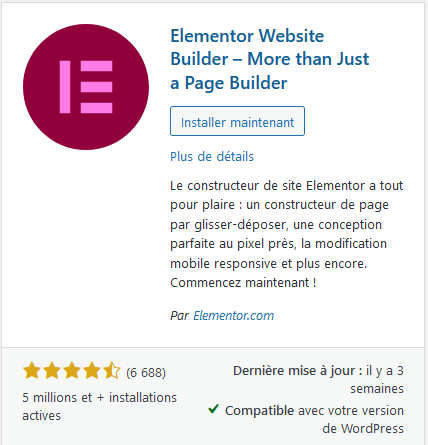 Elementor Website
Builder – More than Just
a Page Builder
Installer maintenant
Plus de détails
Le constructeur de site Elementor a tout
pour plaire : un constructeur de page
par glisser-déposer, une conception
parfaite au pixel près, la modification
mobile responsive et plus encore.
Commencez maintenant !
Par Elementor.com
(6 688)
5 millions et + installations
actives
Dernière mise à jour : il y a 3
semaines
Compatible avec votre version
de WordPress